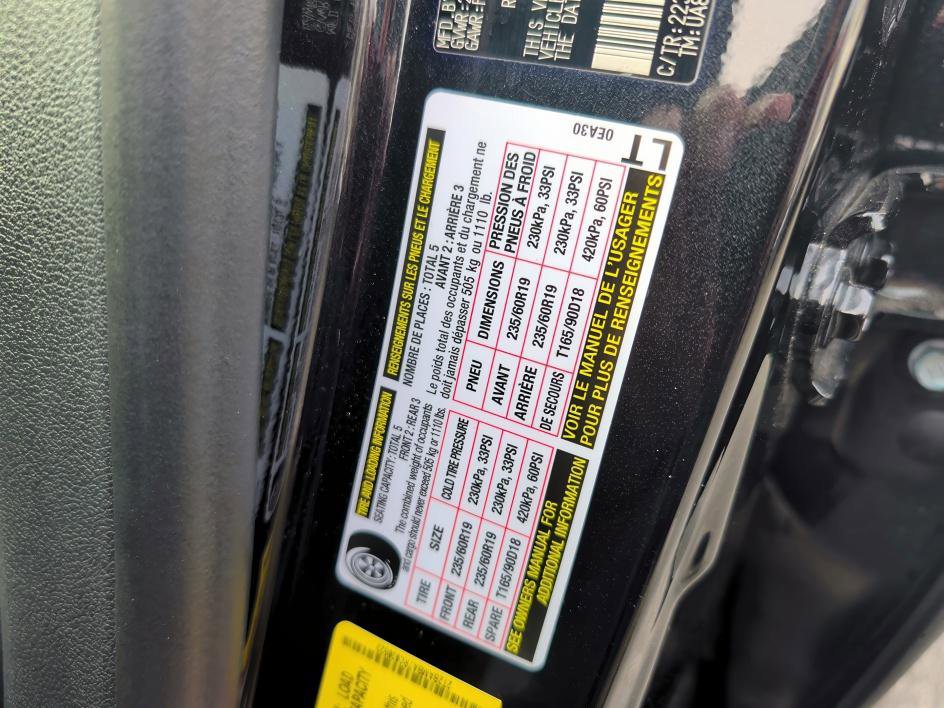 MFD. BY
GVWR:
GAWR:F
THIS V
VEHICL
THE DAT
C/TR:22
TM:UA8
TIRE AND LOADING INFORMATION
SEATING CAPACITY : TOTAL 5
FRONT 2 : REAR 3
The combined weight of occupants
and cargo should never exceed 505 kg or 1110 lbs.
TIRE SIZE COLD TIRE PRESSURE
FRONT 235/60R19 230kPa, 33PSI
REAR 235/60R19 230kPa, 33PSI
SPARE T165/90D18 420kPa, 60PSI
SEE OWNERS MANUAL FOR
ADDITIONAL INFORMATION
RENSEIGNEMENTS SUR LES PNEUS ET LE CHARGEMENT
NOMBRE DE PLACES : TOTAL 5
AVANT 2 : ARRIÈRE 3
Le poids total des occupants et du chargement ne
doit jamais dépasser 505 kg ou 1110 lb.
PNEU DIMENSIONS PRESSION DES
PNEUS À FROID
AVANT 235/60R19 230kPa, 33PSI
ARRIÈRE 235/60R19 230kPa, 33PSI
DE SECOURS T165/90D18 420kPa, 60PSI
VOIR LE MANUEL DE L'USAGER
POUR PLUS DE RENSEIGNEMENTS
0EA30
LT
LOAD
CAPACITY